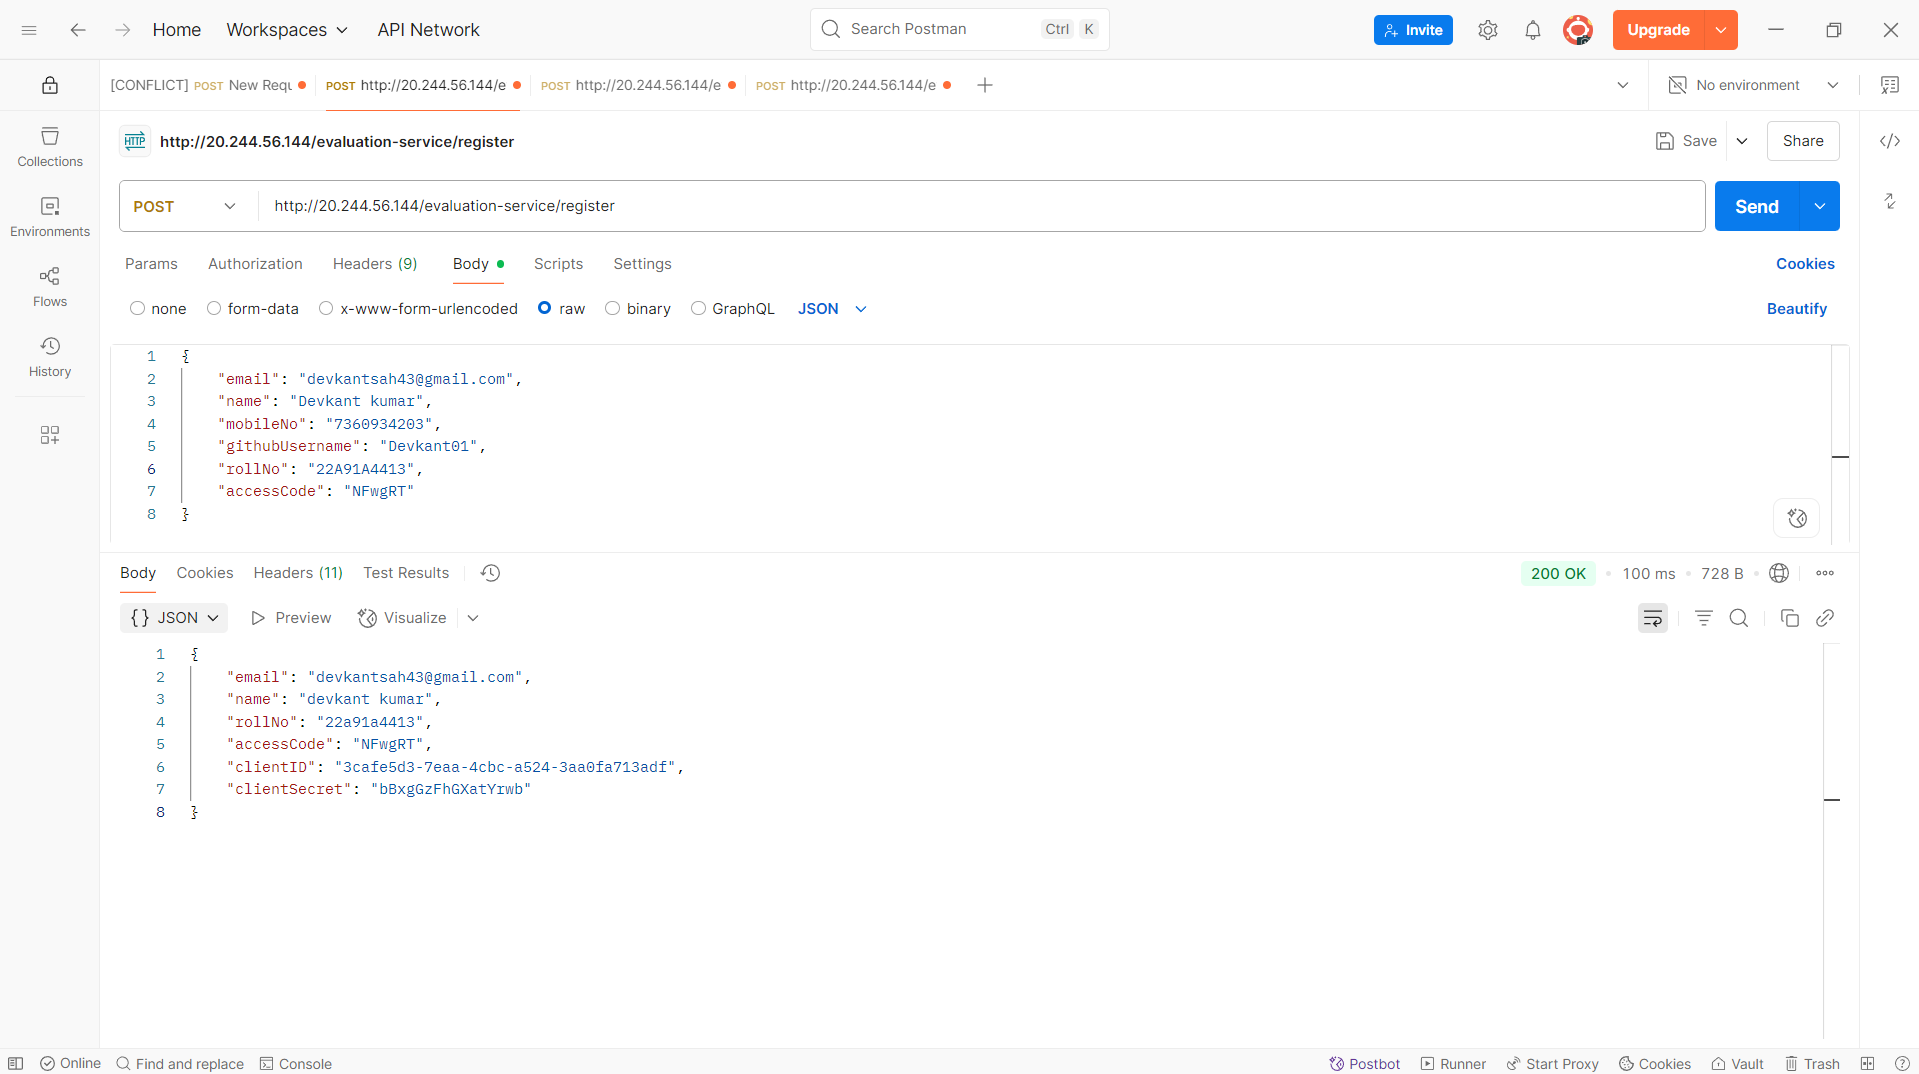 Home Workspaces API Network Search Postman Ctrl K Invite Upgrade
[CONFLICT] POST New Requ POST http://20.244.56.144/e POST http://20.244.56.144/e POST http://20.244.56.144/e No environment
HTTP http://20.244.56.144/evaluation-service/register Save Share
Collections
POST http://20.244.56.144/evaluation-service/register Send
Environments
Params Authorization Headers (9) Body Scripts Settings Cookies
Flows
none form-data x-www-form-urlencoded raw binary GraphQL JSON Beautify
History
1 {
2 "email": "devkantsah43@gmail.com",
3 "name": "Devkant kumar",
4 "mobileNo": "7360934203",
5 "githubUsername": "Devkant01",
6 "rollNo": "22A91A4413",
7 "accessCode": "NFwgRT"
8 }
Body Cookies Headers (11) Test Results 200 OK 100 ms 728 B
{} JSON Preview Visualize
1 {
2 "email": "devkantsah43@gmail.com",
3 "name": "devkant kumar",
4 "rollNo": "22a91a4413",
5 "accessCode": "NFwgRT",
6 "clientID": "3cafe5d3-7eaa-4cbc-a524-3aa0fa713adf",
7 "clientSecret": "bBxgGzFhGXatYrwb"
8 }
Online Find and replace Console Postbot Runner Start Proxy Cookies Vault Trash